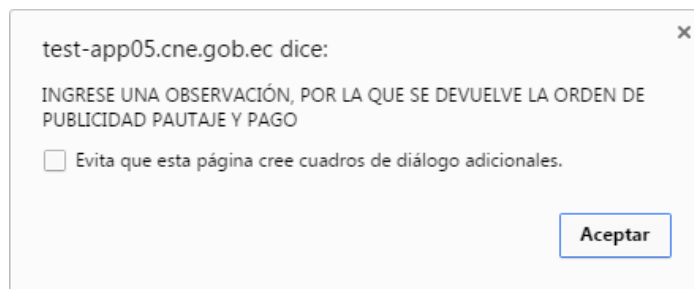 test-app05.cne.gob.ec dice:
INGRESE UNA OBSERVACIÓN, POR LA QUE SE DEVUELVE LA ORDEN DE
PUBLICIDAD PAUTAJE Y PAGO
Evita que esta página cree cuadros de diálogo adicionales.
Aceptar